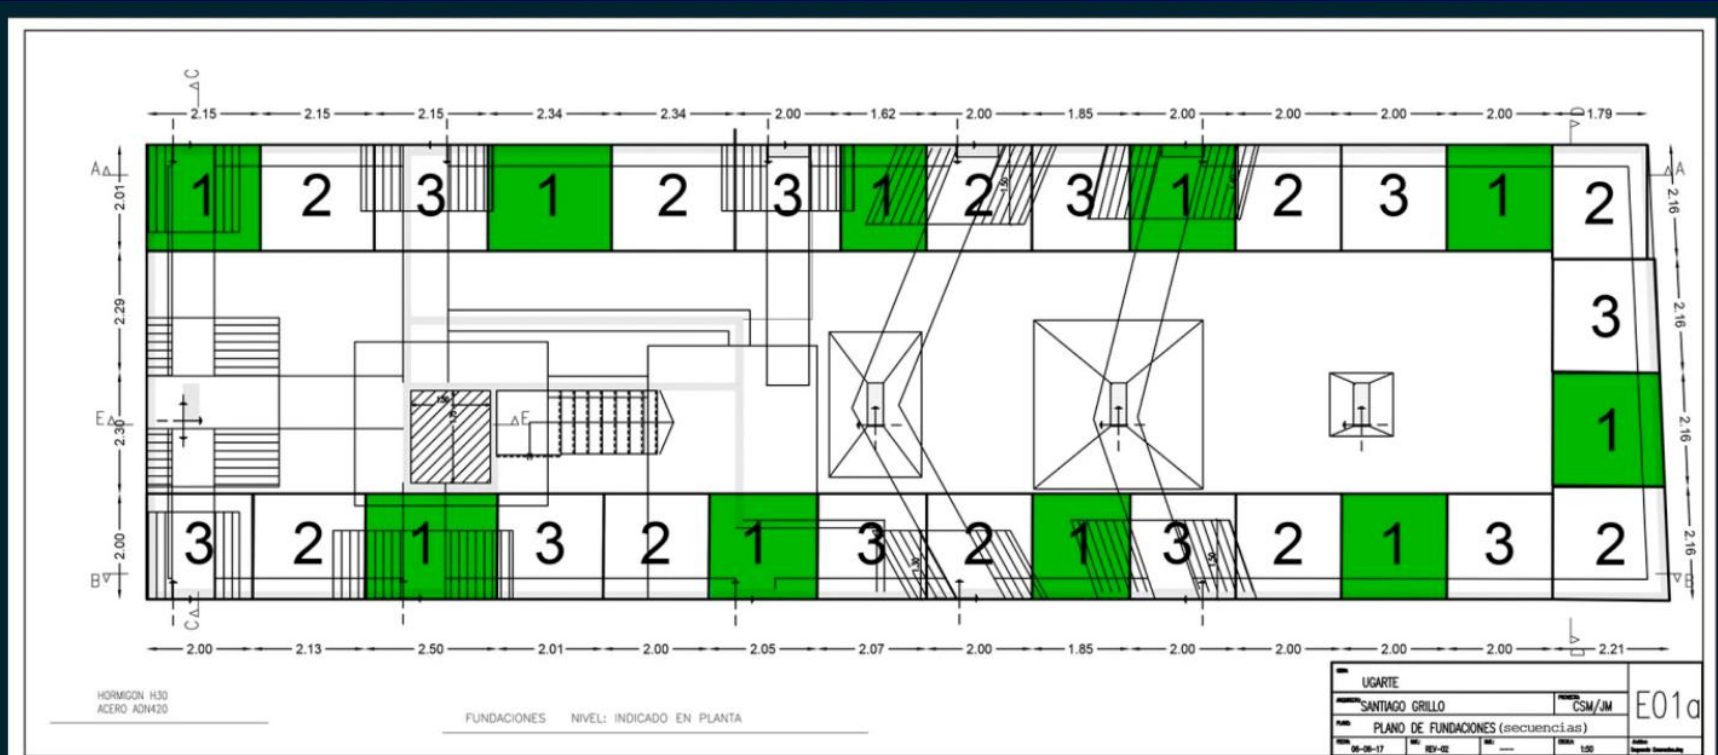 C
D
2.15 2.15 2.15 2.34 2.34 2.00 1.62 2.00 1.85 2.00 2.00 2.00 2.00 1.79
A A
2.01 1 2 3 1 2 3 1 2 3 1 2 3 1 2 2.16
1.50
2.29 3 2.16
E E
2.30 1 2.16
2.00 3 2 1 3 2 1 3 2 1 3 2 1 3 2 2.16
1.30 1.50
B B
C D
2.00 2.13 2.50 2.01 2.00 2.05 2.07 2.00 1.85 2.00 2.00 2.00 2.00 2.21
HORMIGON H30
ACERO ADN420
FUNDACIONES NIVEL: INDICADO EN PLANTA
UGARTE
SANTIAGO GRILLO CSM/JM E01a
PLANO DE FUNDACIONES (secuencias)
06-06-17 REV-02 ---- 1:50